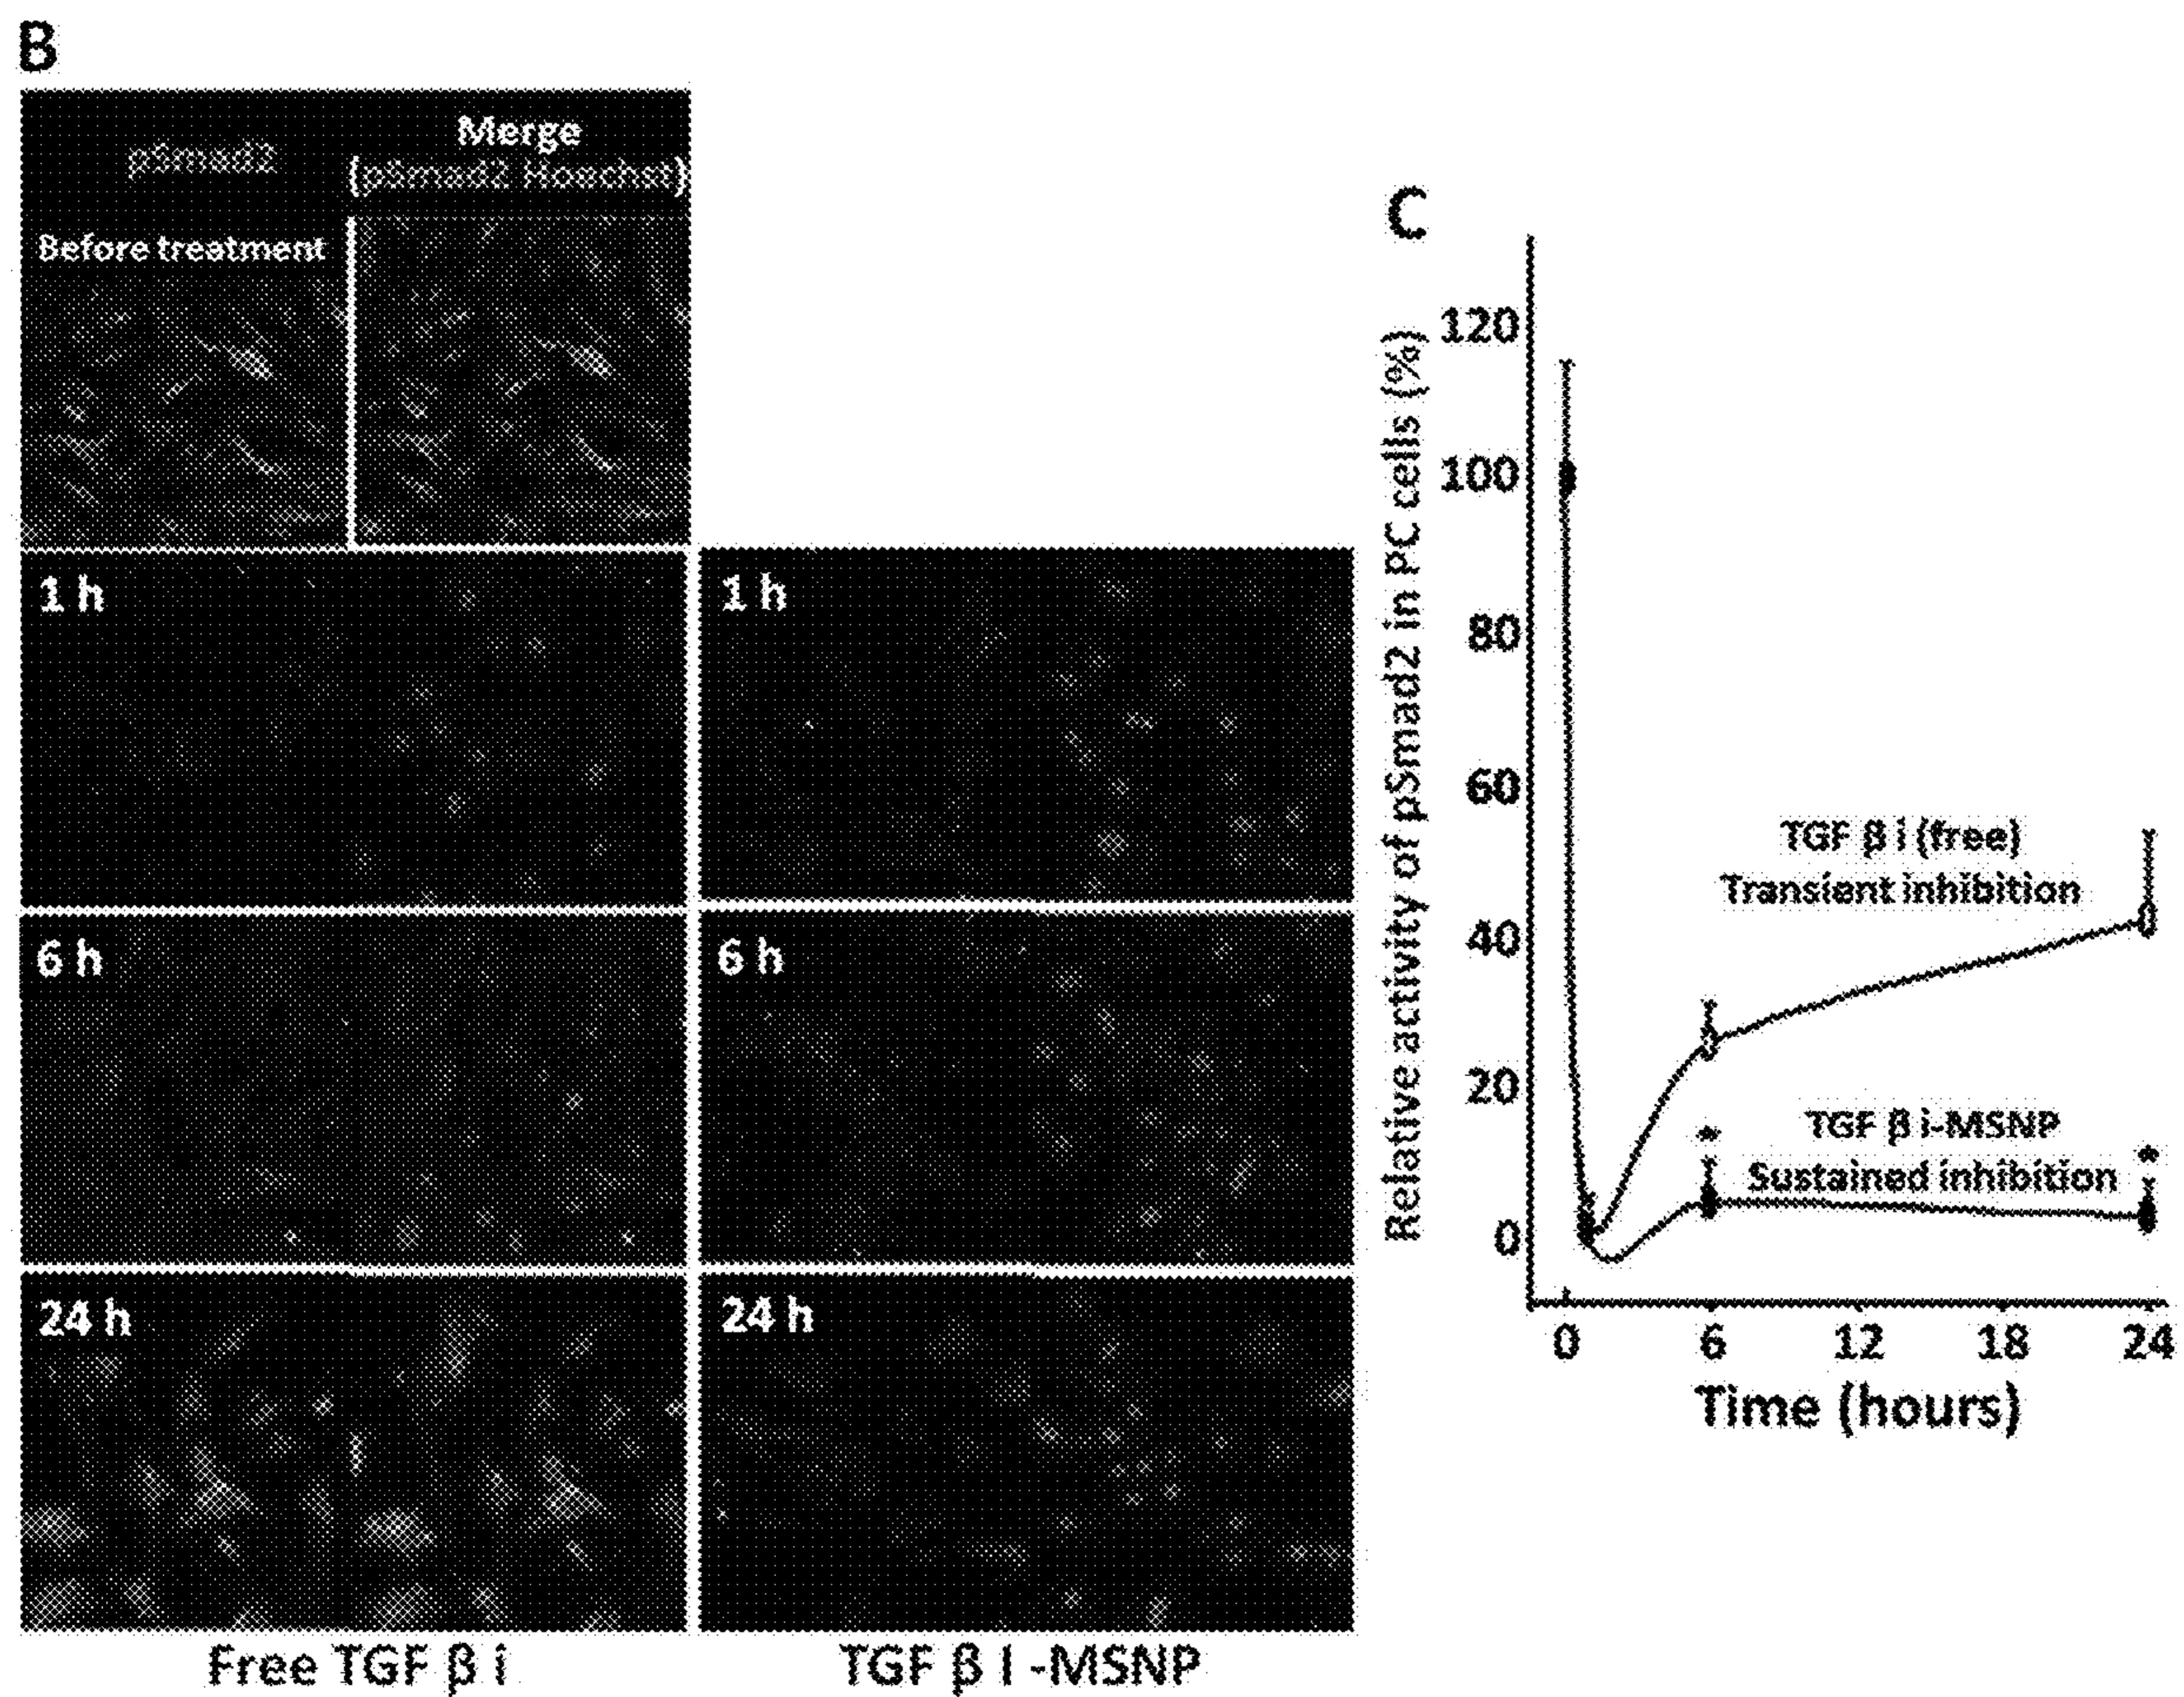 B
pSmad2
Merge
(pSmad2 Hoechst)
Before treatment
1 h
1 h
6 h
6 h
24 h
24 h
Free TGF β i
TGF β I -MSNP
C
Relative activity of pSmad2 in PC cells (%)
120
100
80
60
40
20
0
TGF β i (free)
Transient inhibition
*
TGF β i-MSNP
*
Sustained inhibition
0 6 12 18 24
Time (hours)